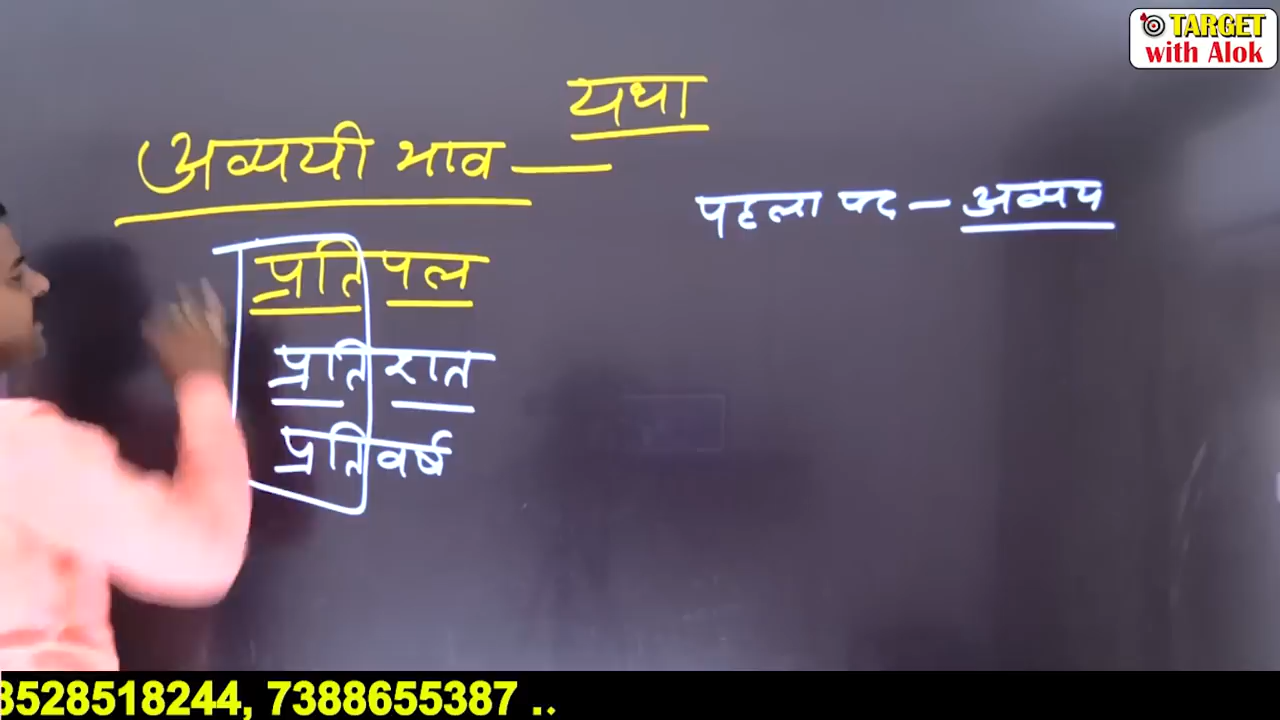 TARGET
with Alok
यथा
अव्ययी भाव —
पहला पद – अव्यय
प्रतिपल
प्रतिरात
प्रतिवर्ष
8528518244, 7388655387 ..